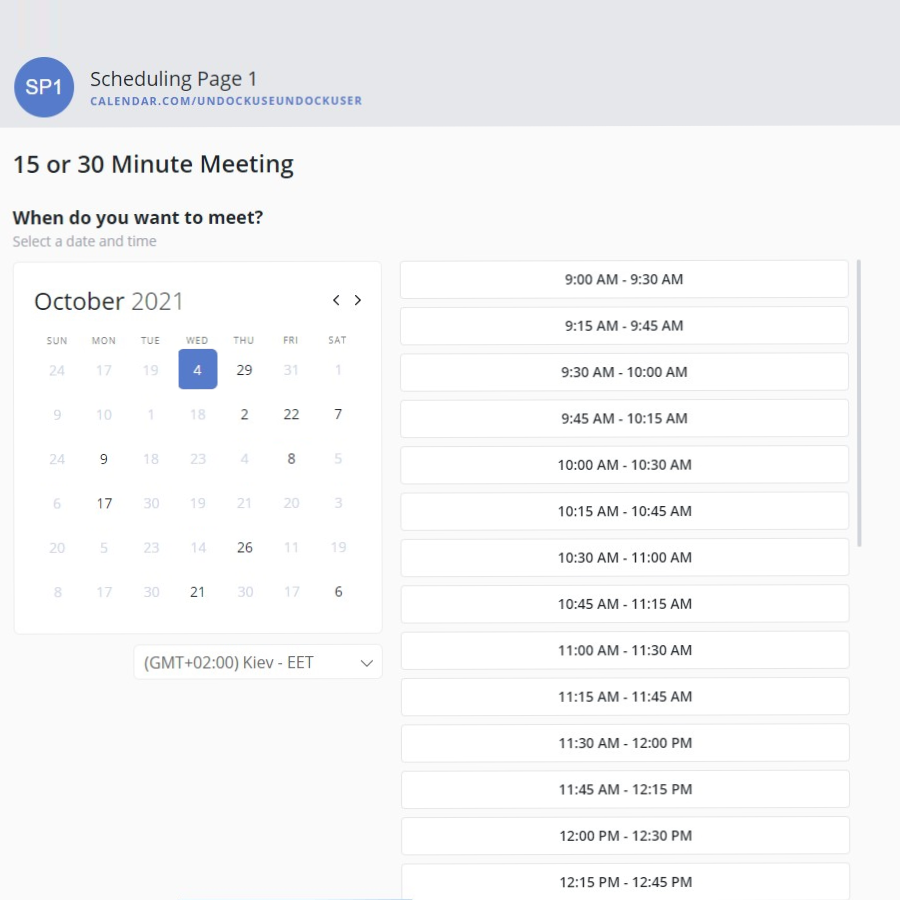 SP1
Scheduling Page 1
CALENDAR.COM/UNDOCKUSEUNDOCKUSER
15 or 30 Minute Meeting
When do you want to meet?
Select a date and time
October 2021
SUN MON TUE WED THU FRI SAT
24 17 19 4 29 31 1
9 10 1 18 2 22 7
24 9 18 23 4 8 5
6 17 30 19 21 20 3
20 5 23 14 26 11 19
8 17 30 21 30 17 6
(GMT+02:00) Kiev - EET
9:00 AM - 9:30 AM
9:15 AM - 9:45 AM
9:30 AM - 10:00 AM
9:45 AM - 10:15 AM
10:00 AM - 10:30 AM
10:15 AM - 10:45 AM
10:30 AM - 11:00 AM
10:45 AM - 11:15 AM
11:00 AM - 11:30 AM
11:15 AM - 11:45 AM
11:30 AM - 12:00 PM
11:45 AM - 12:15 PM
12:00 PM - 12:30 PM
12:15 PM - 12:45 PM